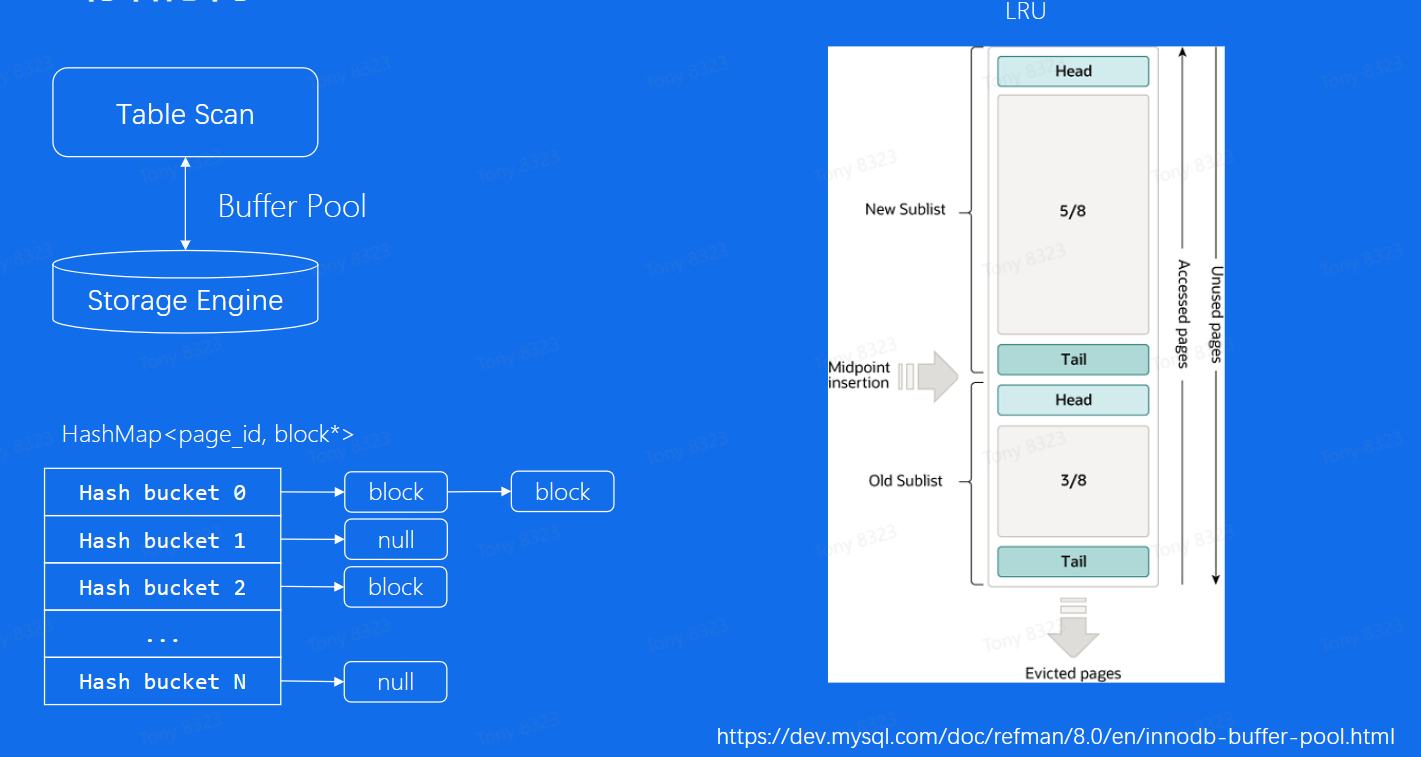 LRU
Table Scan
Buffer Pool
Storage Engine
HashMap<page_id, block*>
Hash bucket 0
block
block
Hash bucket 1
null
Hash bucket 2
block
...
Hash bucket N
null
Head
New Sublist
5/8
Tail
Midpoint
insertion
Head
Old Sublist
3/8
Tail
Accessed pages
Unused pages
Evicted pages
https://dev.mysql.com/doc/refman/8.0/en/innodb-buffer-pool.html
Tony 8323